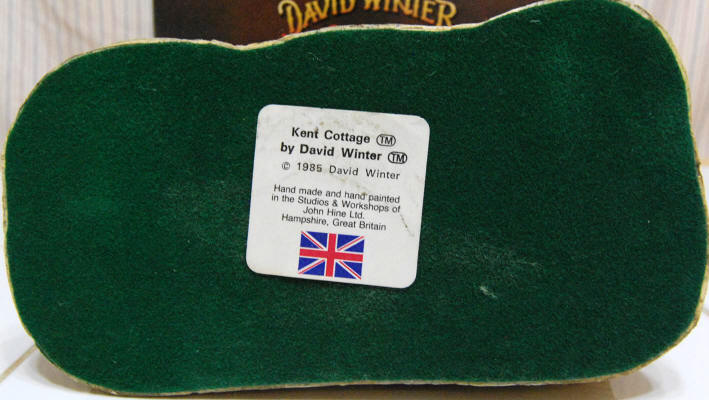 DAVID WINTER
Kent Cottage TM
by David Winter TM
© 1985 David Winter
Hand made and hand painted
in the Studios & Workshops of
John Hine Ltd.
Hampshire, Great Britain